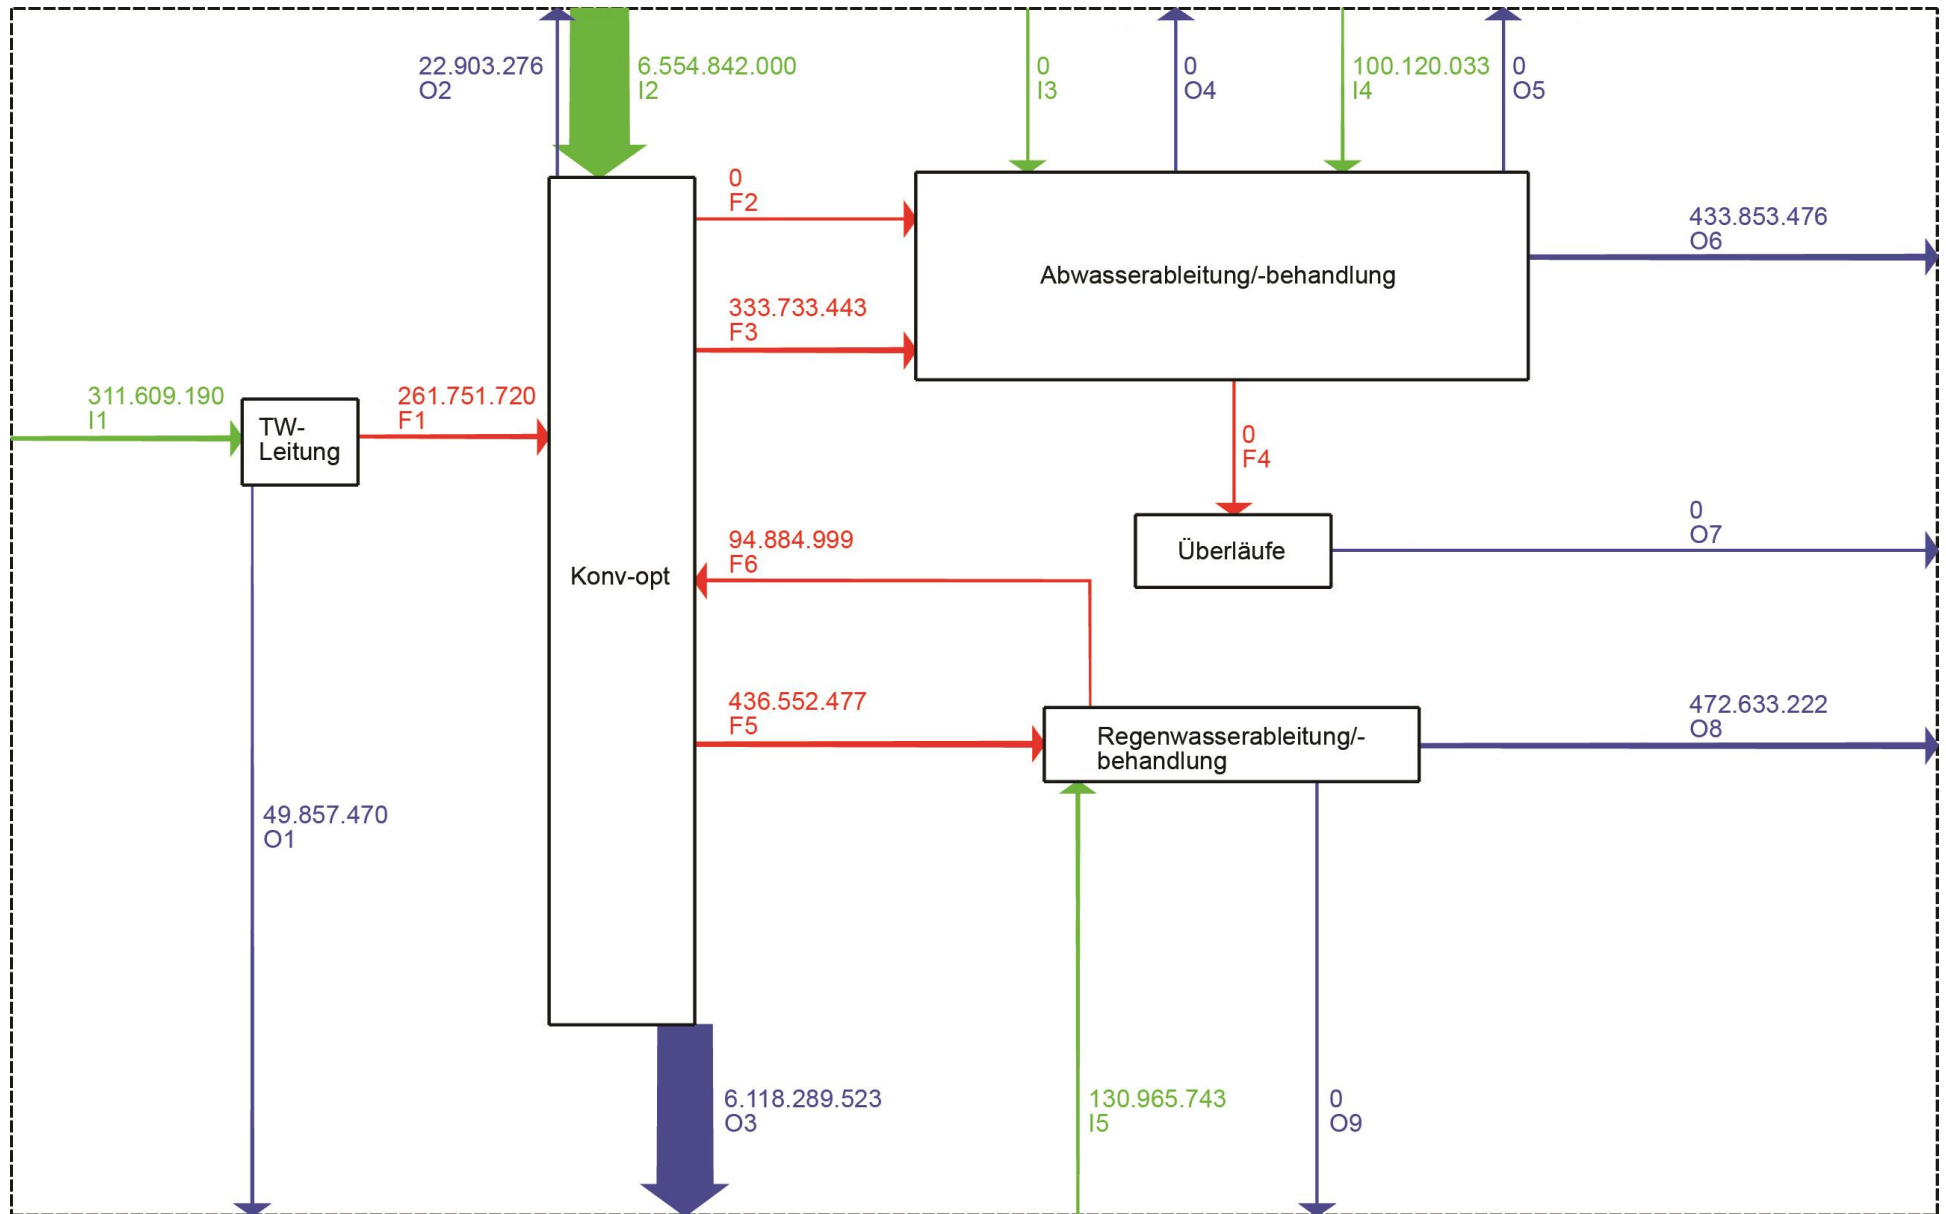 22.903.276
O2
6.554.842.000
I2
0
I3
0
O4
100.120.033
I4
0
O5
0
F2
433.853.476
O6
Abwasserableitung/-behandlung
333.733.443
F3
311.609.190
I1
TW-
Leitung
261.751.720
F1
0
F4
0
O7
Überläufe
94.884.999
F6
Konv-opt
436.552.477
F5
Regenwasserableitung/-
behandlung
472.633.222
O8
49.857.470
O1
6.118.289.523
O3
130.965.743
I5
0
O9